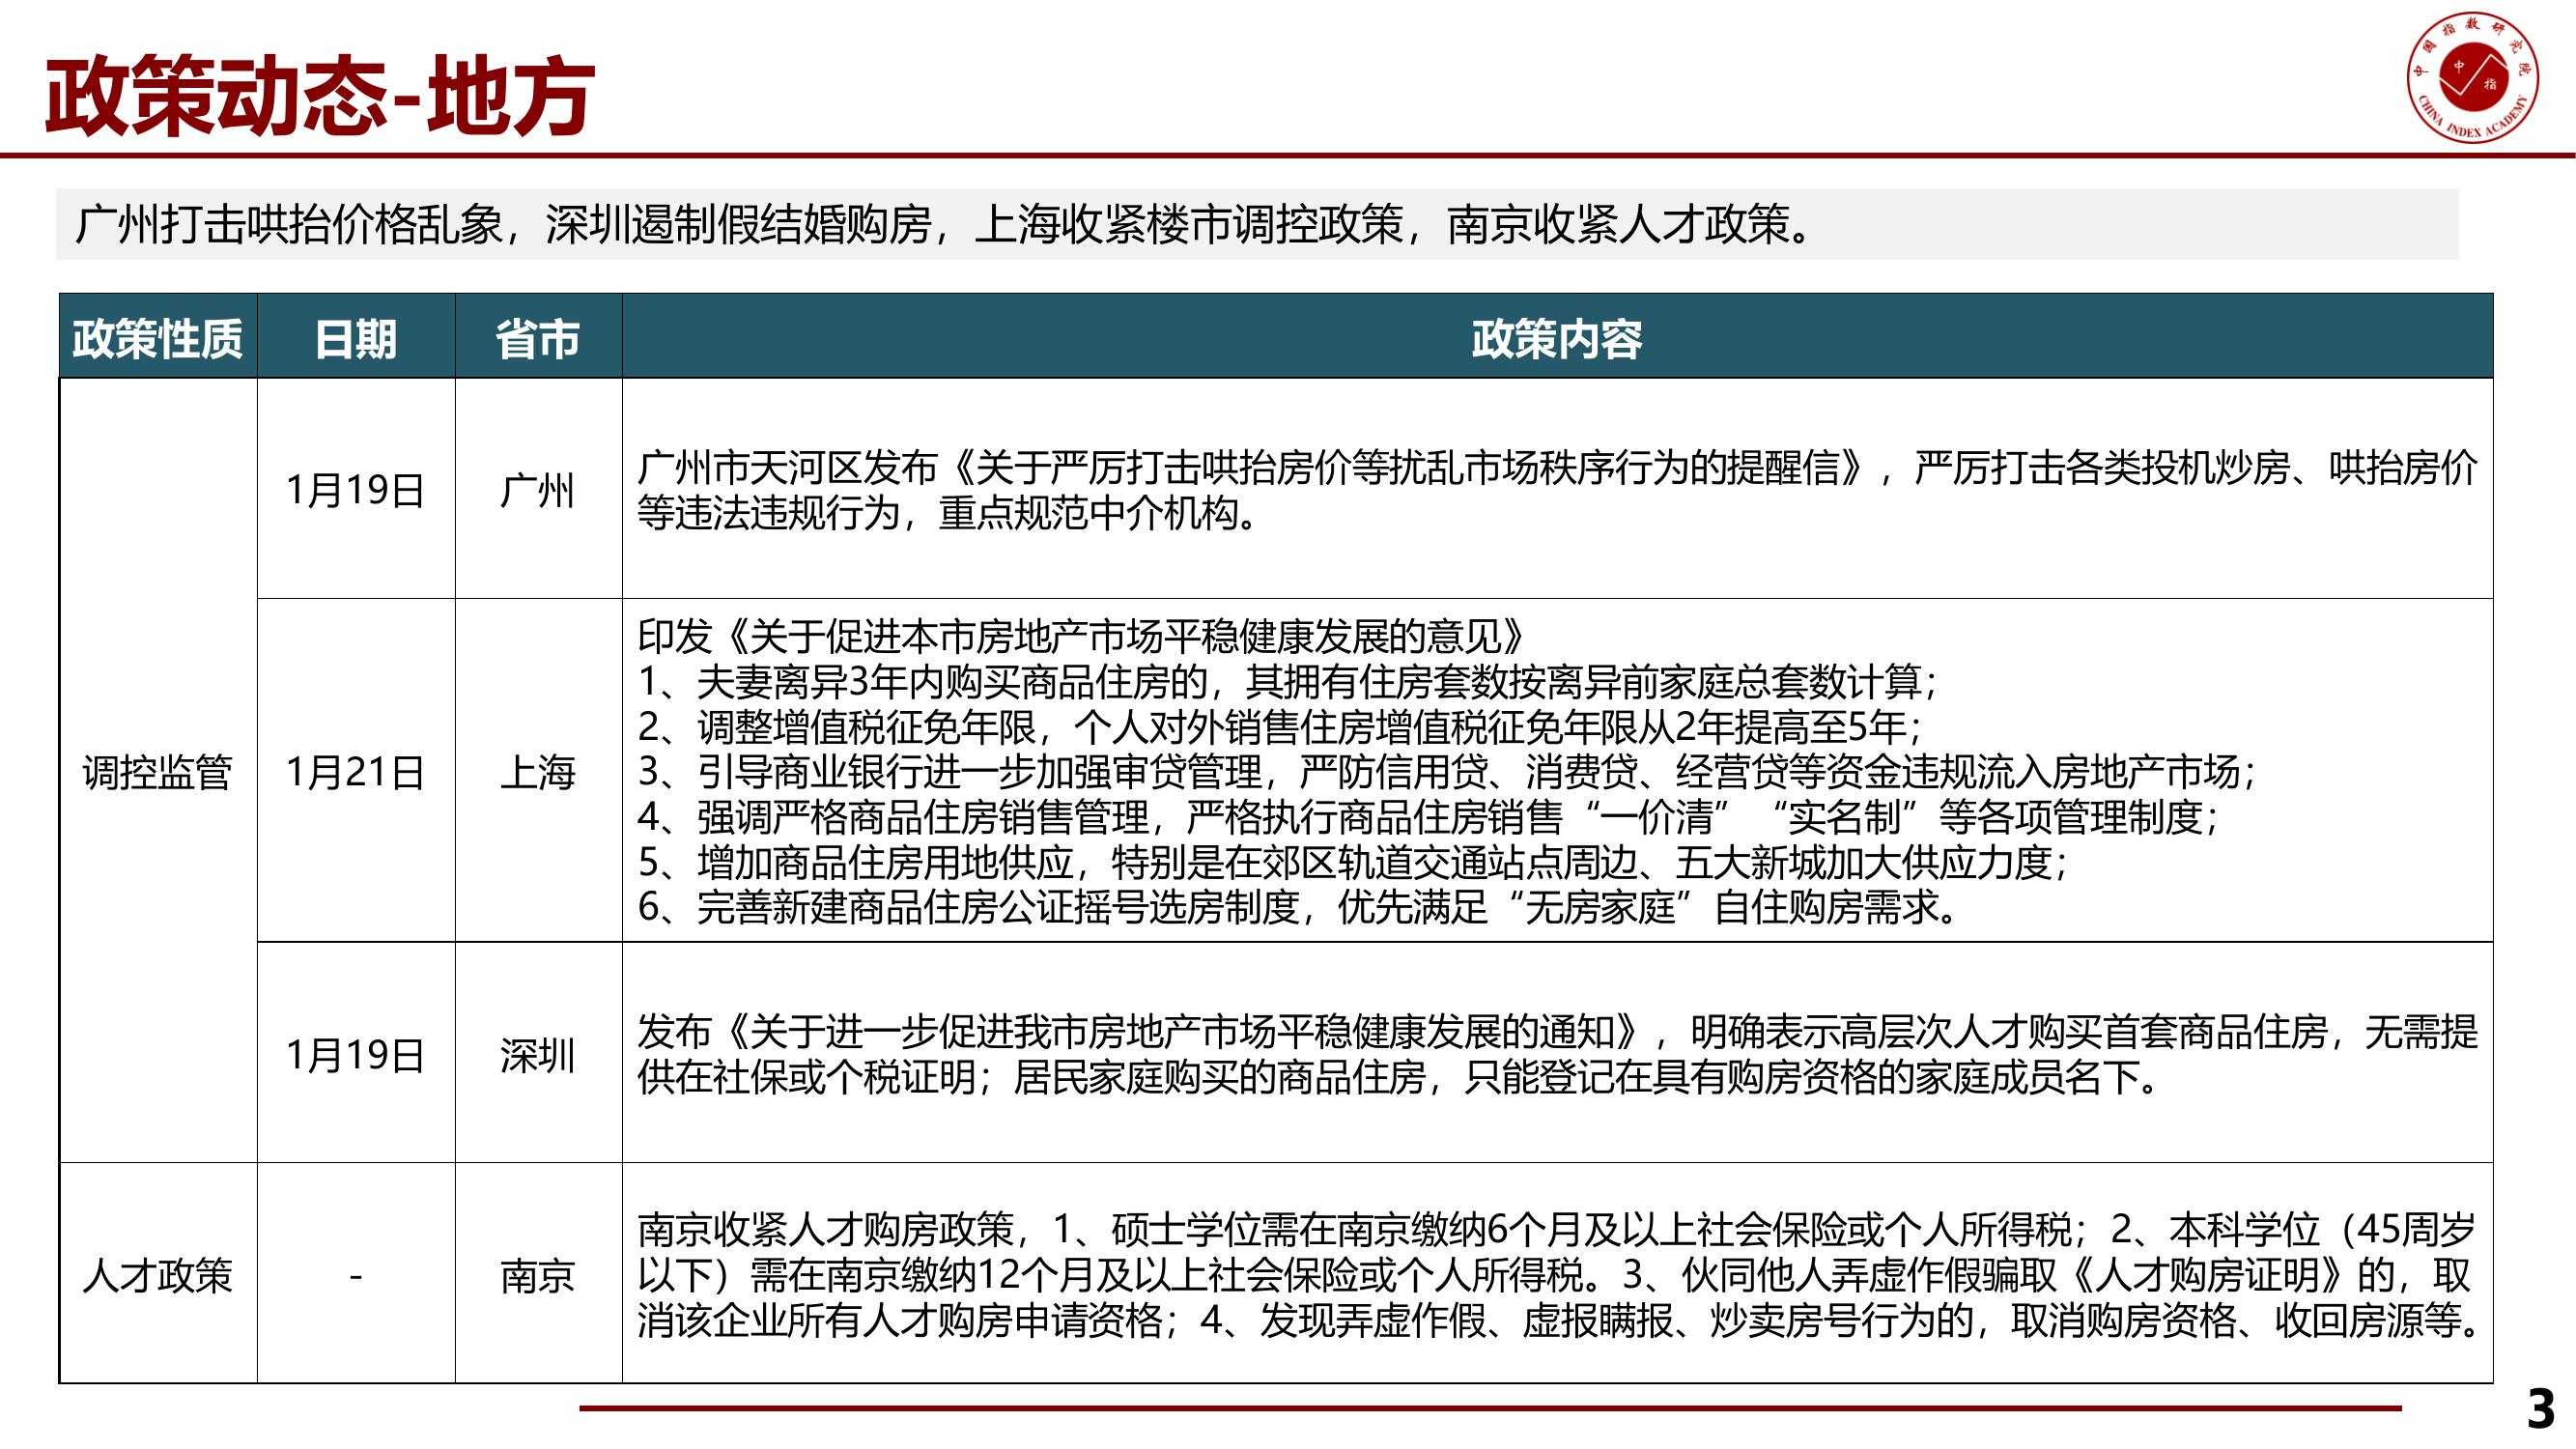 政策动态-地方
中国指数研究院
中指
CHINA INDEX ACADEMY
广州打击哄抬价格乱象，深圳遏制假结婚购房，上海收紧楼市调控政策，南京收紧人才政策。
政策性质 日期 省市 政策内容
调控监管
1月19日 广州
广州市天河区发布《关于严厉打击哄抬房价等扰乱市场秩序行为的提醒信》，严厉打击各类投机炒房、哄抬房价
等违法违规行为，重点规范中介机构。
1月21日 上海
印发《关于促进本市房地产市场平稳健康发展的意见》
1、夫妻离异3年内购买商品住房的，其拥有住房套数按离异前家庭总套数计算；
2、调整增值税征免年限，个人对外销售住房增值税征免年限从2年提高至5年；
3、引导商业银行进一步加强审贷管理，严防信用贷、消费贷、经营贷等资金违规流入房地产市场；
4、强调严格商品住房销售管理，严格执行商品住房销售“一价清”“实名制”等各项管理制度；
5、增加商品住房用地供应，特别是在郊区轨道交通站点周边、五大新城加大供应力度；
6、完善新建商品住房公证摇号选房制度，优先满足“无房家庭”自住购房需求。
1月19日 深圳
发布《关于进一步促进我市房地产市场平稳健康发展的通知》，明确表示高层次人才购买首套商品住房，无需提
供在社保或个税证明；居民家庭购买的商品住房，只能登记在具有购房资格的家庭成员名下。
人才政策 - 南京
南京收紧人才购房政策，1、硕士学位需在南京缴纳6个月及以上社会保险或个人所得税；2、本科学位（45周岁
以下）需在南京缴纳12个月及以上社会保险或个人所得税。3、伙同他人弄虚作假骗取《人才购房证明》的，取
消该企业所有人才购房申请资格；4、发现弄虚作假、虚报瞒报、炒卖房号行为的，取消购房资格、收回房源等。
3